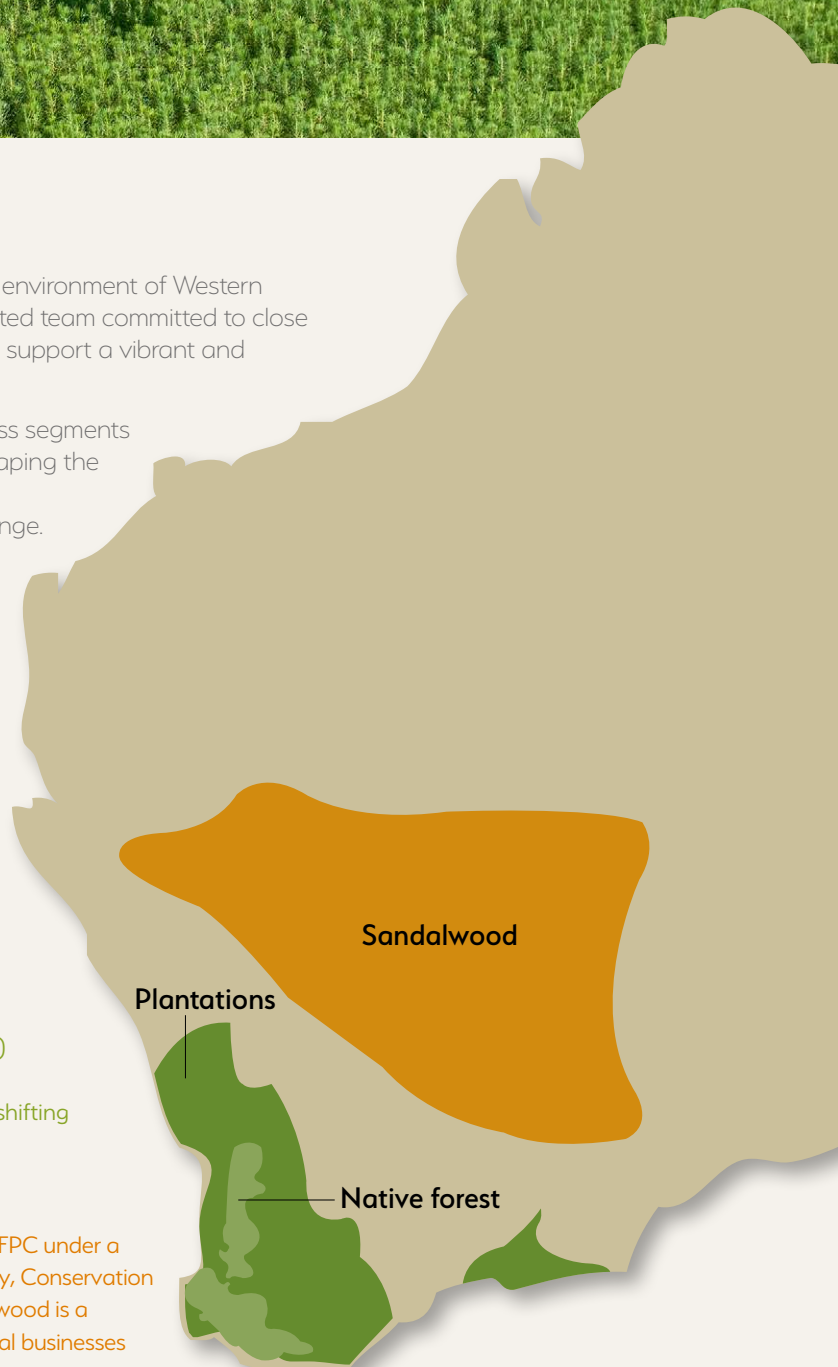 environment of Western
ted team committed to close
support a vibrant and
ss segments
aping the
nge.
Sandalwood
Plantations
)
shifting
Native forest
FPC under a
y, Conservation
wood is a
al businesses